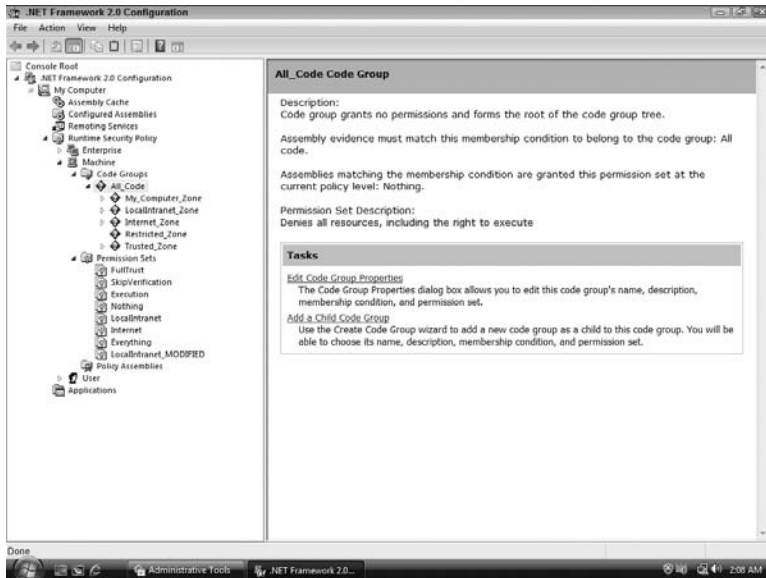 .NET Framework 2.0 Configuration
File Action View Help
Console Root
.NET Framework 2.0 Configuration
My Computer
Assembly Cache
Configured Assemblies
Remoting Services
Runtime Security Policy
Enterprise
Machine
Code Groups
All_Code
My_Computer_Zone
LocalIntranet_Zone
Internet_Zone
Restricted_Zone
Trusted_Zone
Permission Sets
FullTrust
SkipVerification
Execution
Nothing
LocalIntranet
Internet
Everything
LocalIntranet_MODIFIED
Policy Assemblies
User
Applications
All_Code Code Group
Description:
Code group grants no permissions and forms the root of the code group tree.
Assembly evidence must match this membership condition to belong to the code group: All
code.
Assemblies matching the membership condition are granted this permission set at the
current policy level: Nothing.
Permission Set Description:
Denies all resources, including the right to execute
Tasks
Edit Code Group Properties
The Code Group Properties dialog box allows you to edit this code group's name, description,
membership condition, and permission set.
Add a Child Code Group
Use the Create Code Group wizard to add a new code group as a child to this code group. You will be
able to choose its name, description, membership condition, and permission set.
Done
Administrative Tools
.NET Framework 2.0...
2:08 AM